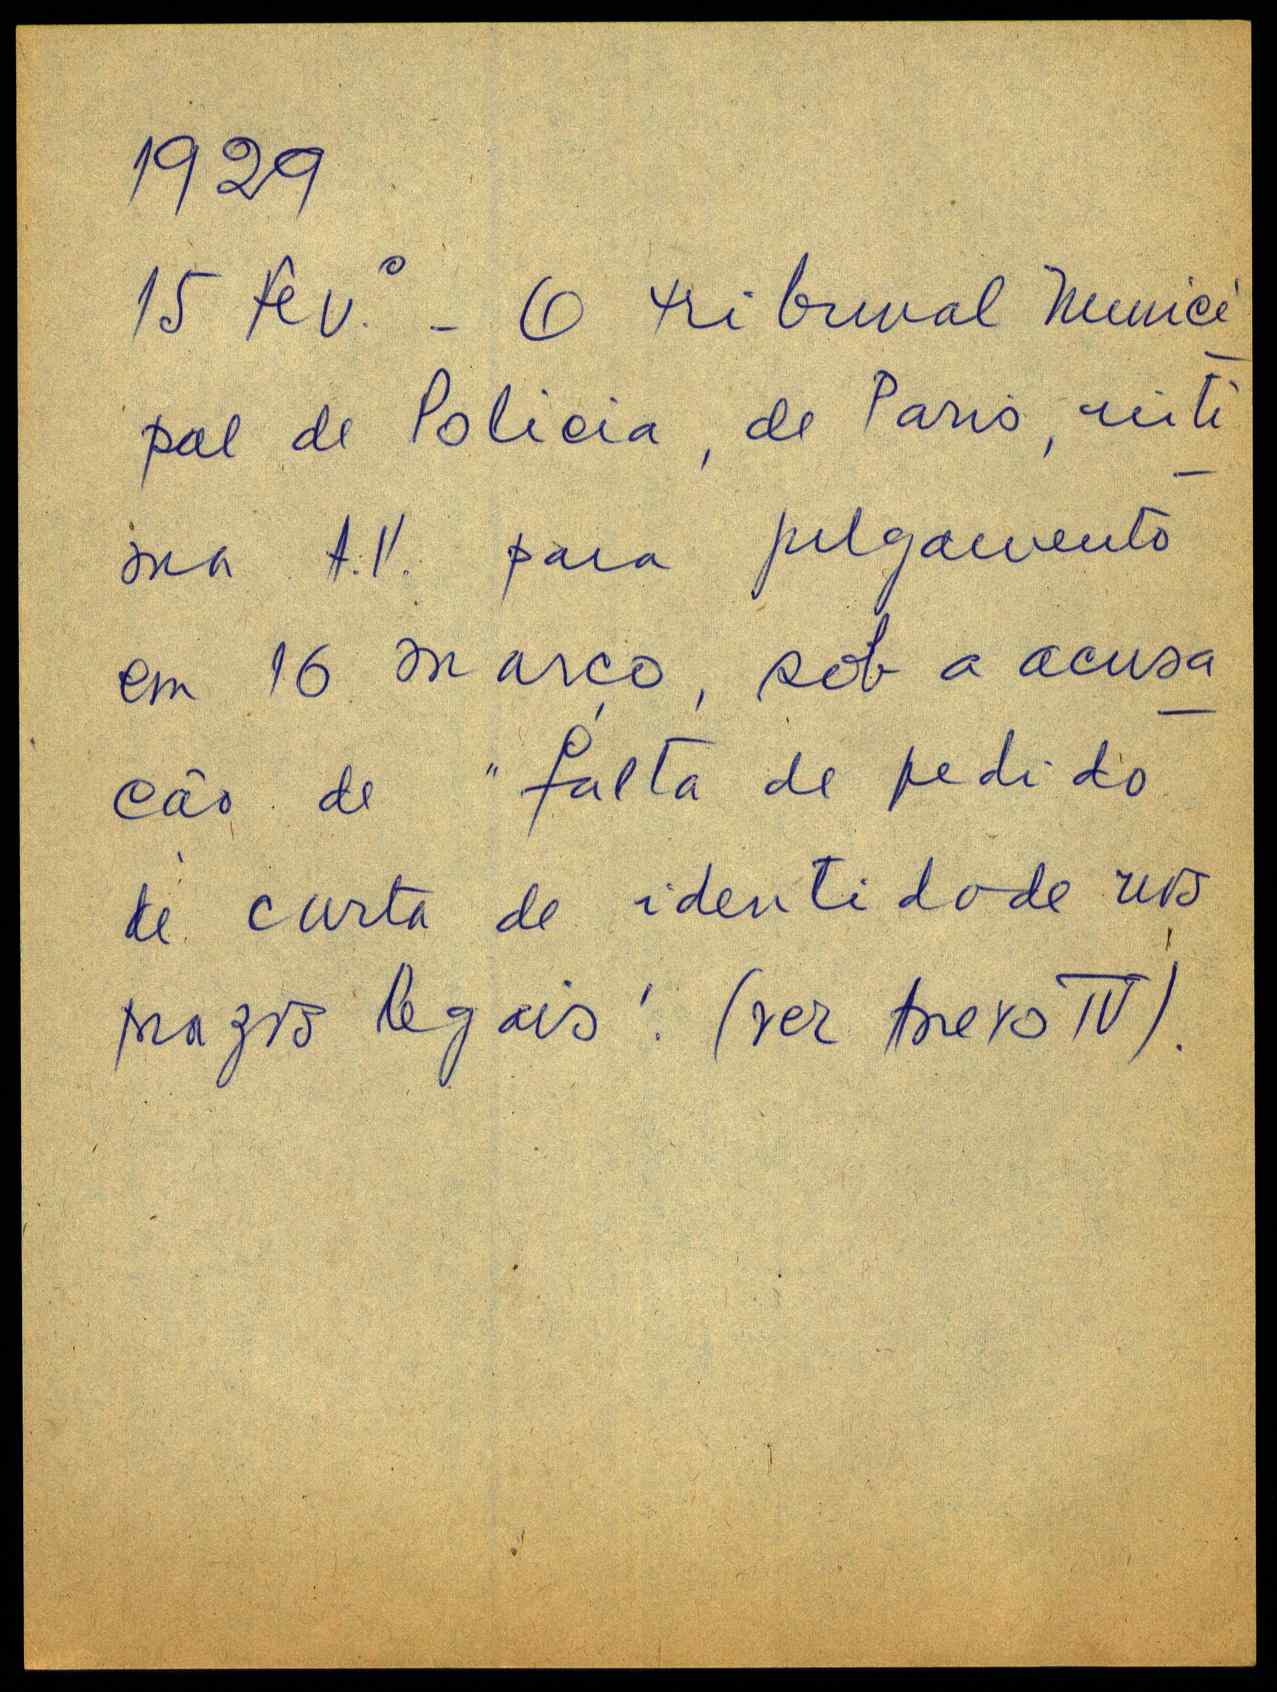 1929
15 fev.º - O tribunal Munici
pal de Policia, de Paris, inti
ma A.V. para julgamento
em 16 março, sob a acusa
ção de "falta de pedido
de carta de identidade nos
prazos legais". (ver Anexo IV).